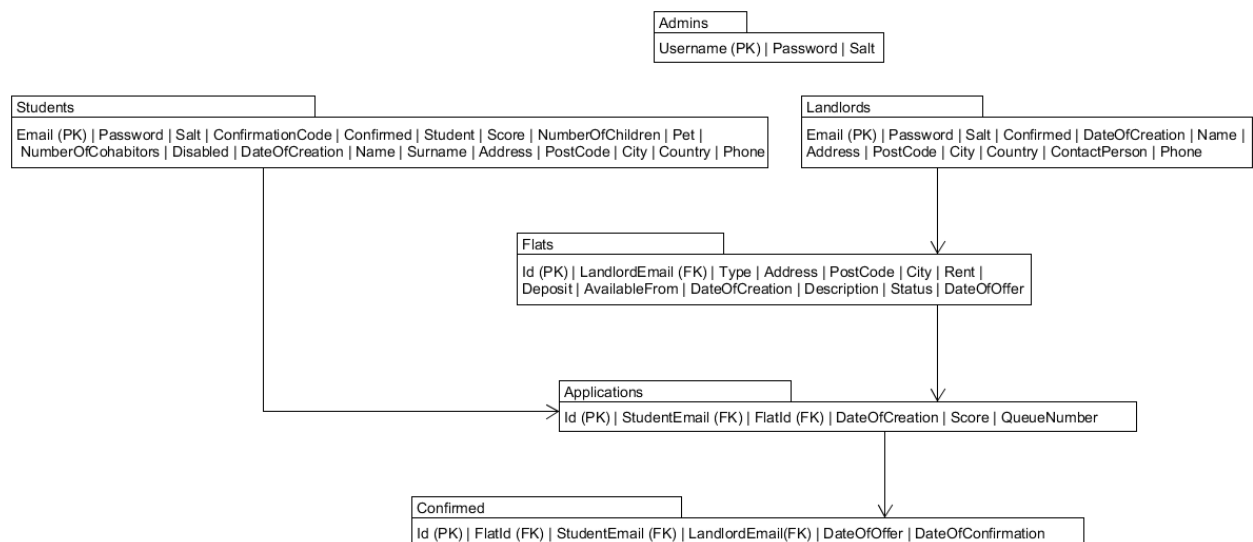 Admins
Username (PK) | Password | Salt
Students
Email (PK) | Password | Salt | ConfirmationCode | Confirmed | Student | Score | NumberOfChildren | Pet |
NumberOfCohabitors | Disabled | DateOfCreation | Name | Surname | Address | PostCode | City | Country | Phone
Landlords
Email (PK) | Password | Salt | Confirmed | DateOfCreation | Name |
Address | PostCode | City | Country | ContactPerson | Phone
Flats
Id (PK) | LandlordEmail (FK) | Type | Address | PostCode | City | Rent |
Deposit | AvailableFrom | DateOfCreation | Description | Status | DateOfOffer
Applications
Id (PK) | StudentEmail (FK) | FlatId (FK) | DateOfCreation | Score | QueueNumber
Confirmed
Id (PK) | FlatId (FK) | StudentEmail (FK) | LandlordEmail(FK) | DateOfOffer | DateOfConfirmation